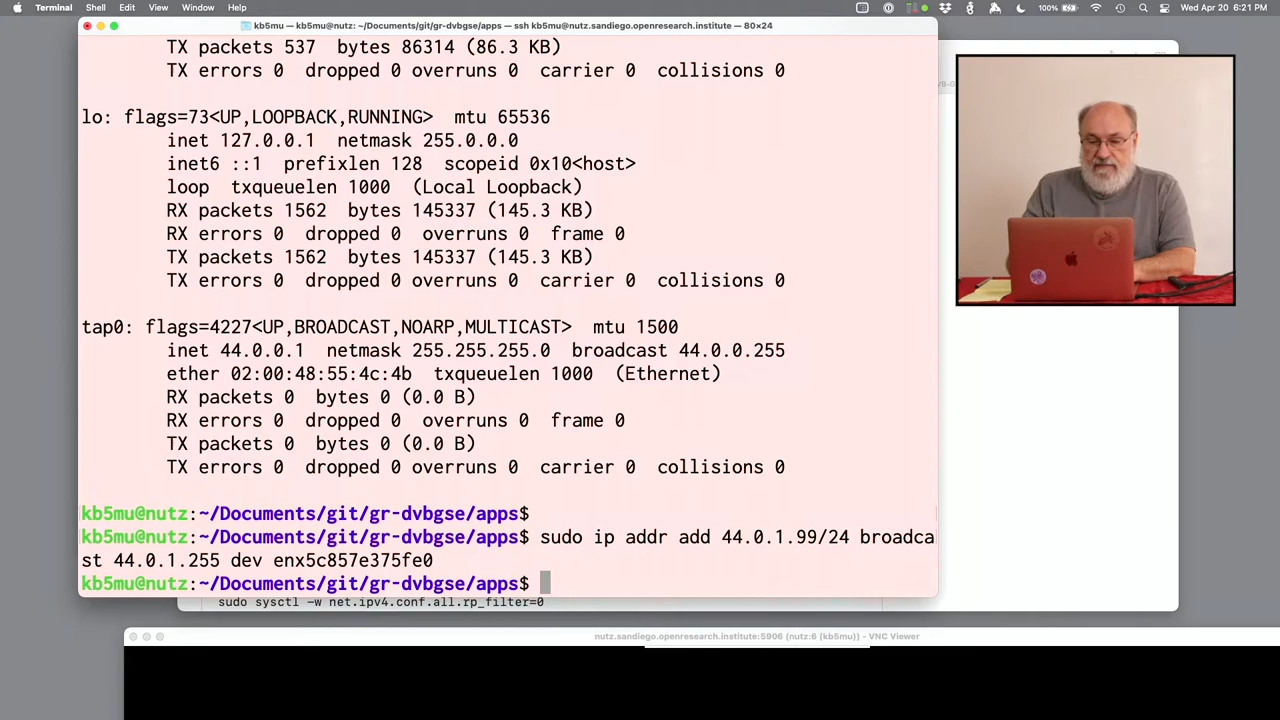 Terminal Shell Edit View Window Help
100% Wed Apr 20 6:21 PM
kb5mu — kb5mu@nutz: ~/Documents/git/gr-dvbgse/apps — ssh kb5mu@nutz.sandiego.openresearch.institute — 80×24
TX packets 537 bytes 86314 (86.3 KB)
TX errors 0 dropped 0 overruns 0 carrier 0 collisions 0
lo: flags=73<UP,LOOPBACK,RUNNING> mtu 65536
inet 127.0.0.1 netmask 255.0.0.0
inet6 ::1 prefixlen 128 scopeid 0x10<host>
loop txqueuelen 1000 (Local Loopback)
RX packets 1562 bytes 145337 (145.3 KB)
RX errors 0 dropped 0 overruns 0 frame 0
TX packets 1562 bytes 145337 (145.3 KB)
TX errors 0 dropped 0 overruns 0 carrier 0 collisions 0
tap0: flags=4227<UP,BROADCAST,NOARP,MULTICAST> mtu 1500
inet 44.0.0.1 netmask 255.255.255.0 broadcast 44.0.0.255
ether 02:00:48:55:4c:4b txqueuelen 1000 (Ethernet)
RX packets 0 bytes 0 (0.0 B)
RX errors 0 dropped 0 overruns 0 frame 0
TX packets 0 bytes 0 (0.0 B)
TX errors 0 dropped 0 overruns 0 carrier 0 collisions 0
kb5mu@nutz:~/Documents/git/gr-dvbgse/apps$
kb5mu@nutz:~/Documents/git/gr-dvbgse/apps$ sudo ip addr add 44.0.1.99/24 broadca
st 44.0.1.255 dev enx5c857e375fe0
kb5mu@nutz:~/Documents/git/gr-dvbgse/apps$
sudo sysctl -w net.ipv4.conf.all.rp_filter=0
nutz.sandiego.openresearch.institute:5906 (nutz:6 (kb5mu)) - VNC Viewer